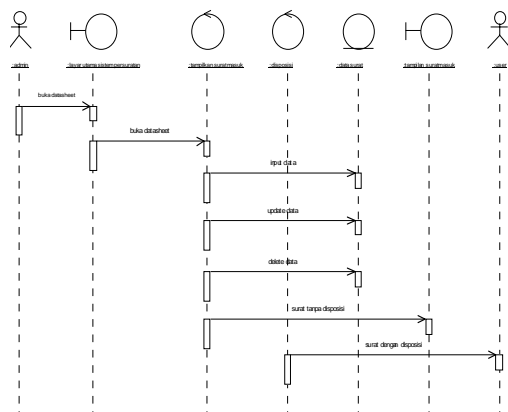 :admin
:layar utama sistem persuratan
:tampilkan surat masuk
:disposisi
:data surat
:tampilan surat masuk
:user
buka datasheet
buka datasheet
input data
update data
delete data
surat tanpa disposisi
surat dengan disposisi